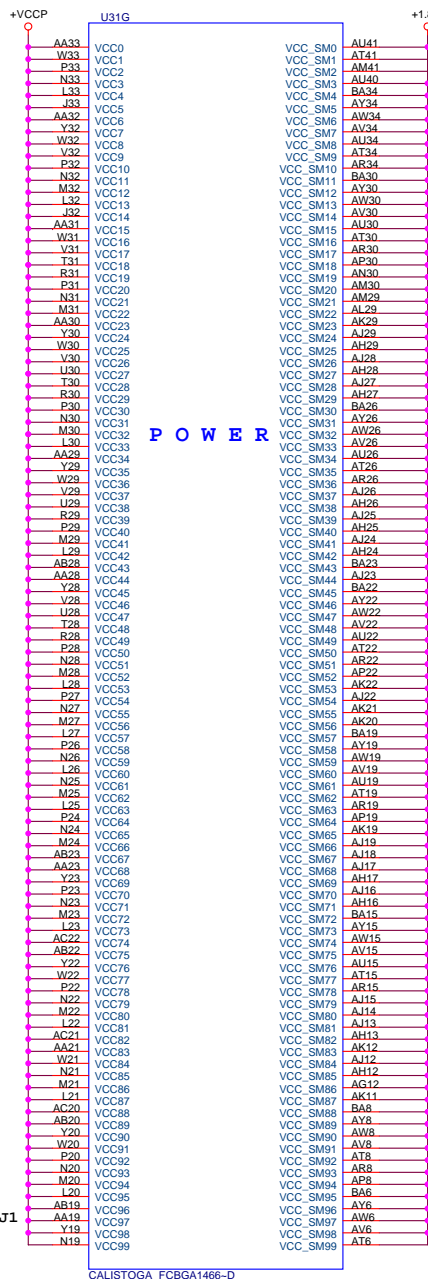 +VCCP U31G +1.8
AA33 VCC0 VCC_SM0 AU41
W33 VCC1 VCC_SM1 AT41
P33 VCC2 VCC_SM2 AM41
N33 VCC3 VCC_SM3 AU40
L33 VCC4 VCC_SM4 BA34
J33 VCC5 VCC_SM5 AY34
AA32 VCC6 VCC_SM6 AW34
Y32 VCC7 VCC_SM7 AV34
W32 VCC8 VCC_SM8 AU34
V32 VCC9 VCC_SM9 AT34
P32 VCC10 VCC_SM10 AR34
N32 VCC11 VCC_SM11 BA30
M32 VCC12 VCC_SM12 AY30
L32 VCC13 VCC_SM13 AW30
J32 VCC14 VCC_SM14 AV30
AA31 VCC15 VCC_SM15 AU30
W31 VCC16 VCC_SM16 AT30
V31 VCC17 VCC_SM17 AR30
T31 VCC18 VCC_SM18 AP30
R31 VCC19 VCC_SM19 AN30
P31 VCC20 VCC_SM20 AM30
N31 VCC21 VCC_SM21 AM29
M31 VCC22 VCC_SM22 AL29
AA30 VCC23 VCC_SM23 AK29
Y30 VCC24 VCC_SM24 AJ29
W30 VCC25 VCC_SM25 AH29
V30 VCC26 VCC_SM26 AJ28
U30 VCC27 VCC_SM27 AH28
T30 VCC28 VCC_SM28 AJ27
R30 VCC29 VCC_SM29 AH27
P30 VCC30 VCC_SM30 BA26
N30 VCC31 VCC_SM31 AY26
M30 VCC32 POWER VCC_SM32 AW26
L30 VCC33 VCC_SM33 AV26
AA29 VCC34 VCC_SM34 AU26
Y29 VCC35 VCC_SM35 AT26
W29 VCC36 VCC_SM36 AR26
V29 VCC37 VCC_SM37 AJ26
U29 VCC38 VCC_SM38 AH26
R29 VCC39 VCC_SM39 AJ25
P29 VCC40 VCC_SM40 AH25
M29 VCC41 VCC_SM41 AJ24
L29 VCC42 VCC_SM42 AH24
AB28 VCC43 VCC_SM43 BA23
AA28 VCC44 VCC_SM44 AJ23
Y28 VCC45 VCC_SM45 BA22
V28 VCC46 VCC_SM46 AY22
U28 VCC47 VCC_SM47 AW22
T28 VCC48 VCC_SM48 AV22
R28 VCC49 VCC_SM49 AU22
P28 VCC50 VCC_SM50 AT22
N28 VCC51 VCC_SM51 AR22
M28 VCC52 VCC_SM52 AP22
L28 VCC53 VCC_SM53 AK22
P27 VCC54 VCC_SM54 AJ22
N27 VCC55 VCC_SM55 AK21
M27 VCC56 VCC_SM56 AK20
L27 VCC57 VCC_SM57 BA19
P26 VCC58 VCC_SM58 AY19
N26 VCC59 VCC_SM59 AW19
L26 VCC60 VCC_SM60 AV19
N25 VCC61 VCC_SM61 AU19
M25 VCC62 VCC_SM62 AT19
L25 VCC63 VCC_SM63 AR19
P24 VCC64 VCC_SM64 AP19
N24 VCC65 VCC_SM65 AK19
M24 VCC66 VCC_SM66 AJ19
AB23 VCC67 VCC_SM67 AJ18
AA23 VCC68 VCC_SM68 AJ17
Y23 VCC69 VCC_SM69 AH17
P23 VCC70 VCC_SM70 AJ16
N23 VCC71 VCC_SM71 AH16
M23 VCC72 VCC_SM72 BA15
L23 VCC73 VCC_SM73 AY15
AC22 VCC74 VCC_SM74 AW15
AB22 VCC75 VCC_SM75 AV15
Y22 VCC76 VCC_SM76 AU15
W22 VCC77 VCC_SM77 AT15
P22 VCC78 VCC_SM78 AR15
N22 VCC79 VCC_SM79 AJ15
M22 VCC80 VCC_SM80 AJ14
L22 VCC81 VCC_SM81 AJ13
AC21 VCC82 VCC_SM82 AH13
AA21 VCC83 VCC_SM83 AK12
W21 VCC84 VCC_SM84 AJ12
N21 VCC85 VCC_SM85 AH12
M21 VCC86 VCC_SM86 AG12
L21 VCC87 VCC_SM87 AK11
AC20 VCC88 VCC_SM88 BA8
AB20 VCC89 VCC_SM89 AY8
Y20 VCC90 VCC_SM90 AW8
W20 VCC91 VCC_SM91 AV8
P20 VCC92 VCC_SM92 AT8
N20 VCC93 VCC_SM93 AR8
M20 VCC94 VCC_SM94 AP8
L20 VCC95 VCC_SM95 BA6
AB19 VCC96 VCC_SM96 AY6
J1 AA19 VCC97 VCC_SM97 AW6
Y19 VCC98 VCC_SM98 AV6
N19 VCC99 VCC_SM99 AT6
CALISTOGA_FCBGA1466~D